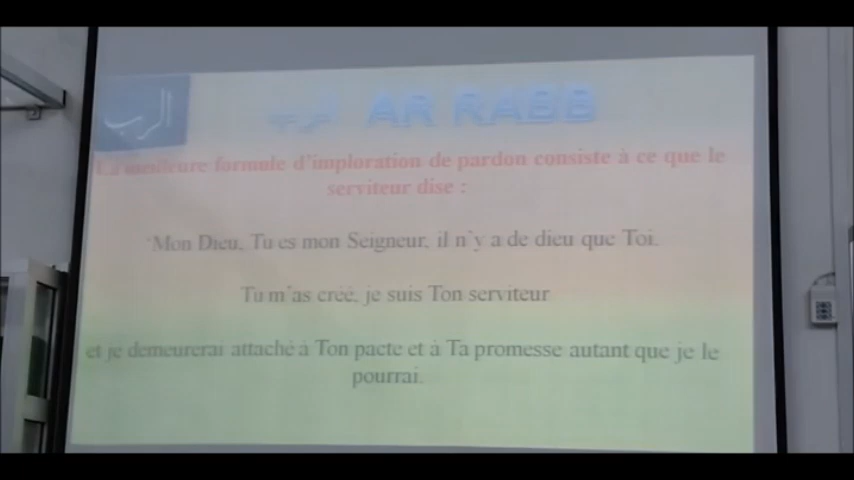 الرب
AR RABB
La meilleure formule d'imploration de pardon consiste à ce que le
serviteur dise :
"Mon Dieu, Tu es mon Seigneur, il n'y a de dieu que Toi.
Tu m'as créé, je suis Ton serviteur
et je demeurerai attaché à Ton pacte et à Ta promesse autant que je le
pourrai.